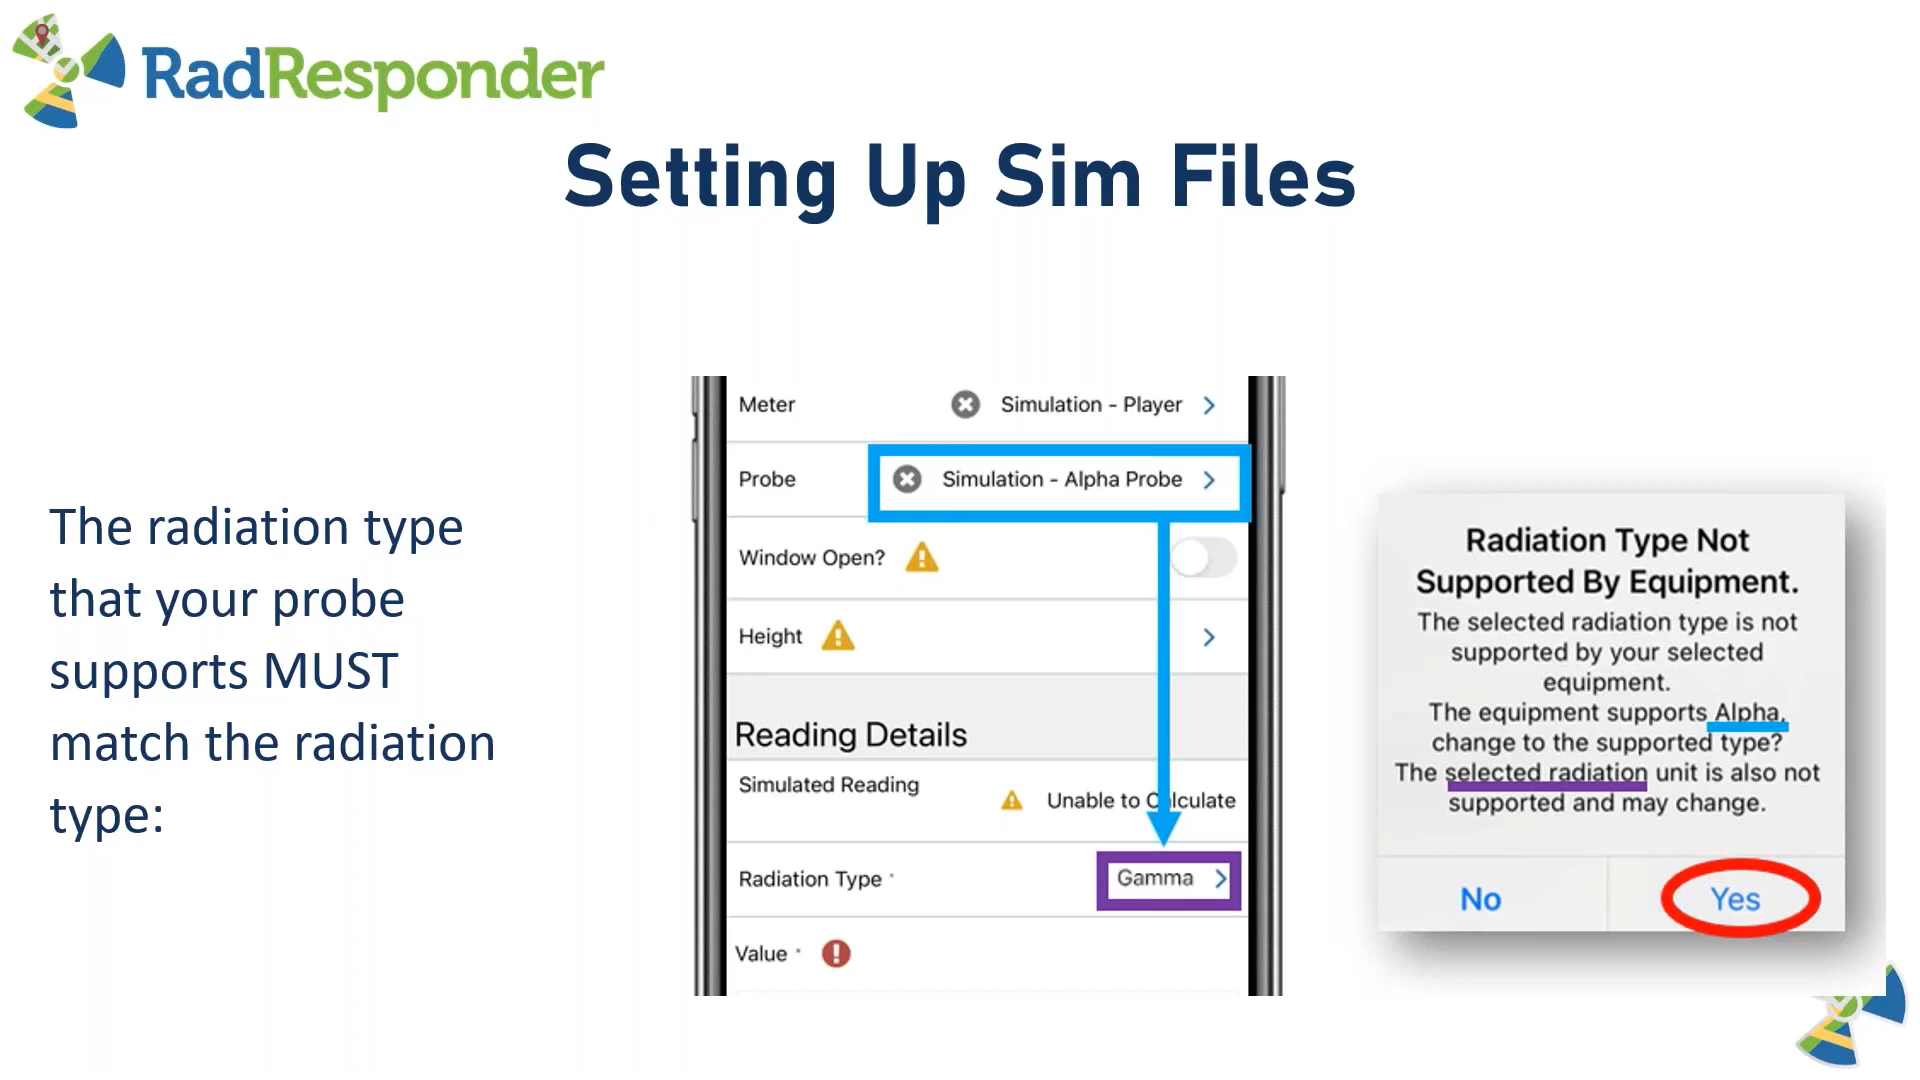 RadResponder
Setting Up Sim Files
The radiation type
that your probe
supports MUST
match the radiation
type:
Meter
Simulation - Player
Probe
Simulation - Alpha Probe
Window Open?
Height
Reading Details
Simulated Reading
Unable to Calculate
Radiation Type *
Gamma
Value *
Radiation Type Not
Supported By Equipment.
The selected radiation type is not
supported by your selected
equipment.
The equipment supports Alpha,
change to the supported type?
The selected radiation unit is also not
supported and may change.
No
Yes